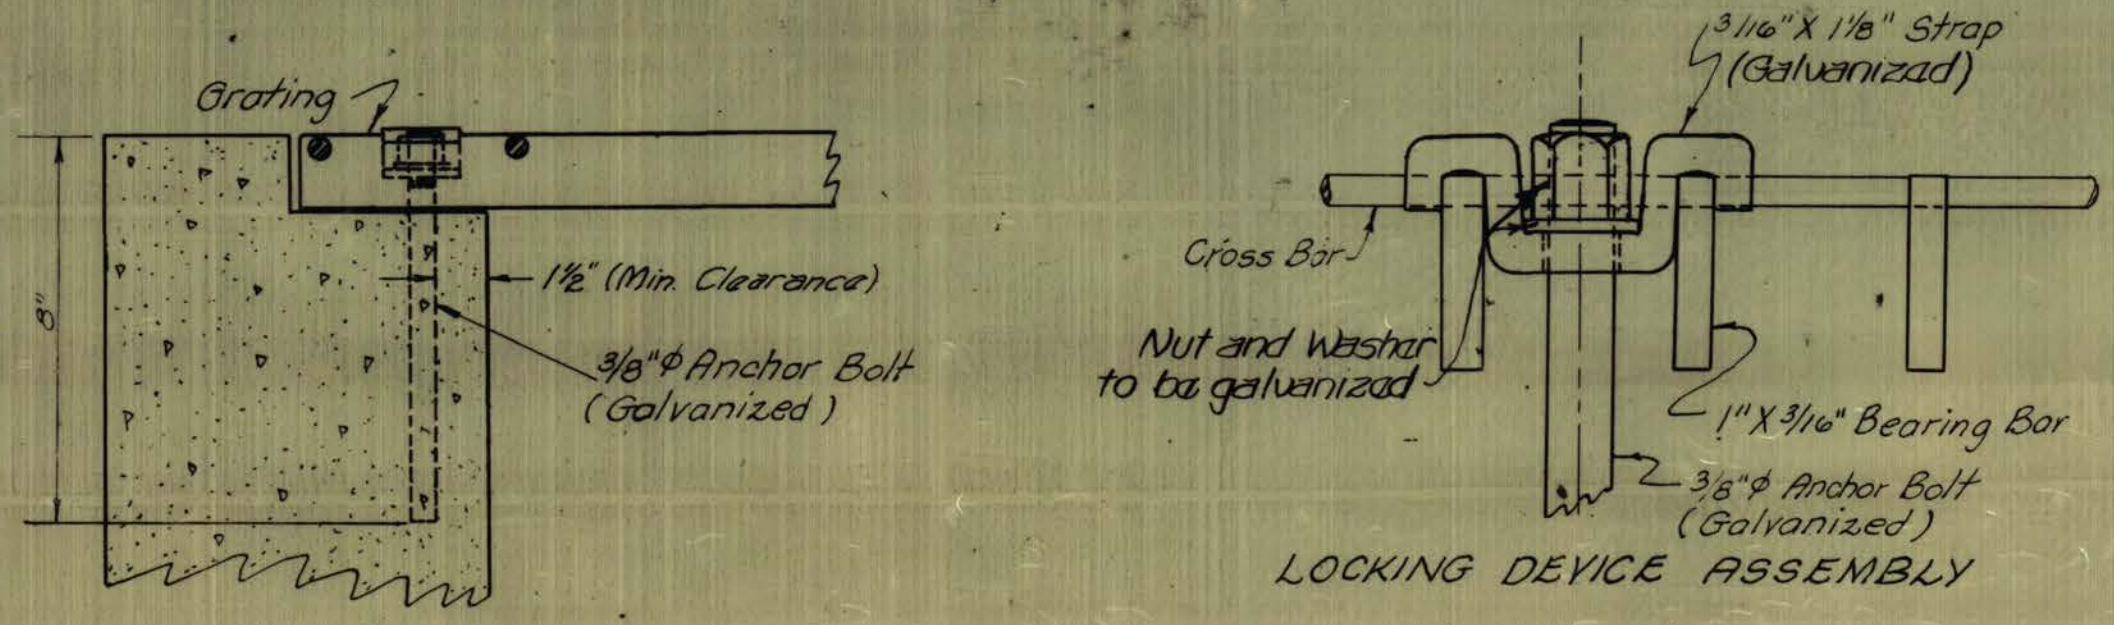 Grating
8"
1½" (Min. Clearance)
3/8"φ Anchor Bolt
(Galvanized)
3/16" X 1⅛" Strap
(Galvanized)
Cross Bar
Nut and Washer
to be galvanized
1" X 3/16" Bearing Bar
3/8"φ Anchor Bolt
(Galvanized)
LOCKING DEVICE ASSEMBLY